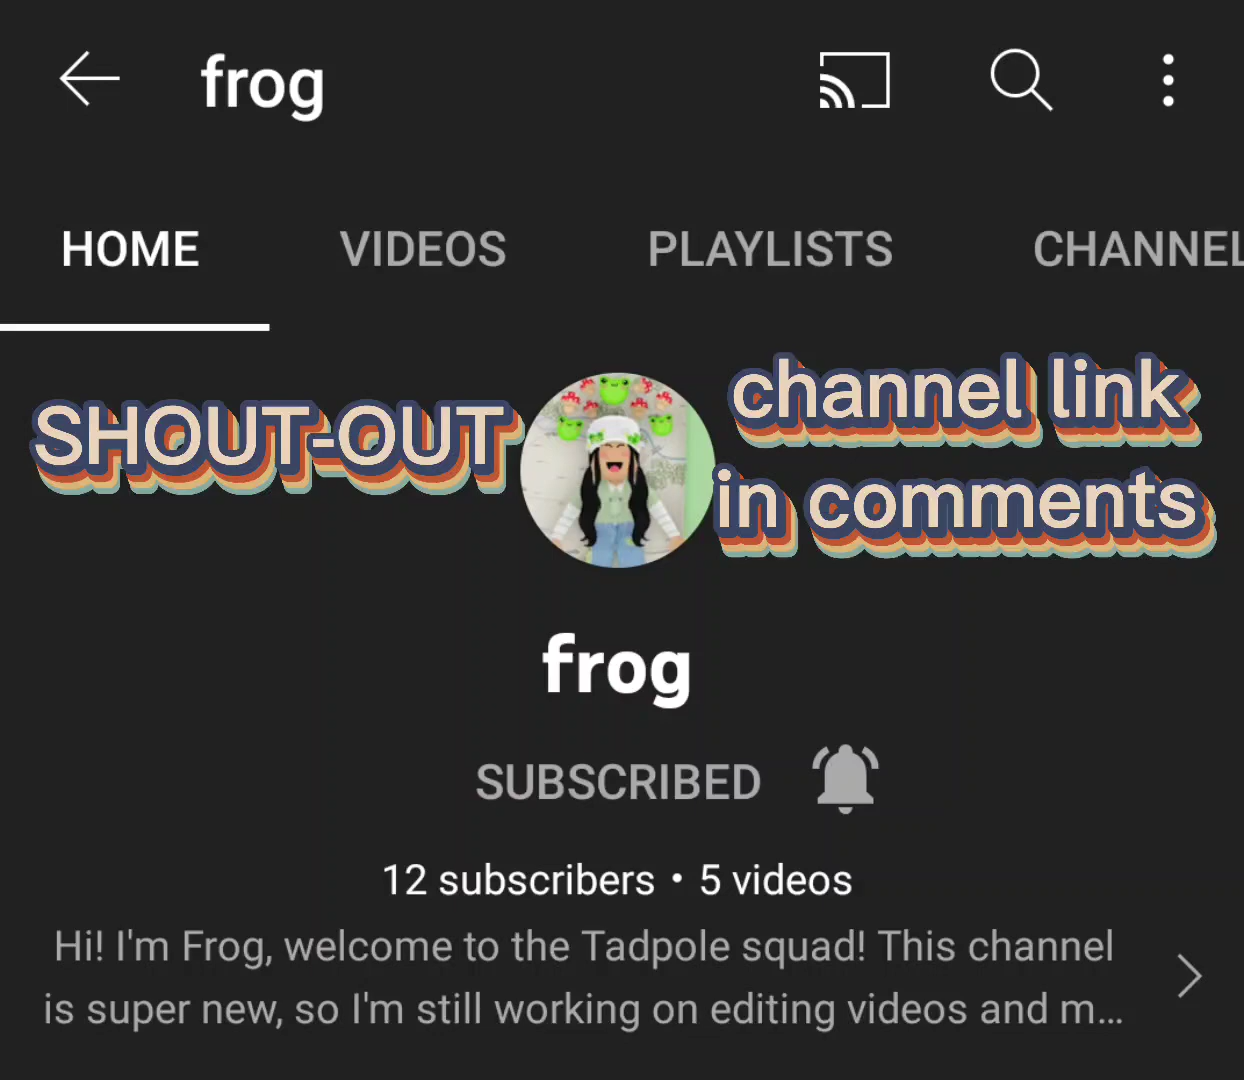 frog
HOME VIDEOS PLAYLISTS CHANNEL
SHOUT-OUT
channel link
in comments
frog
SUBSCRIBED
12 subscribers • 5 videos
Hi! I'm Frog, welcome to the Tadpole squad! This channel
is super new, so I'm still working on editing videos and m...